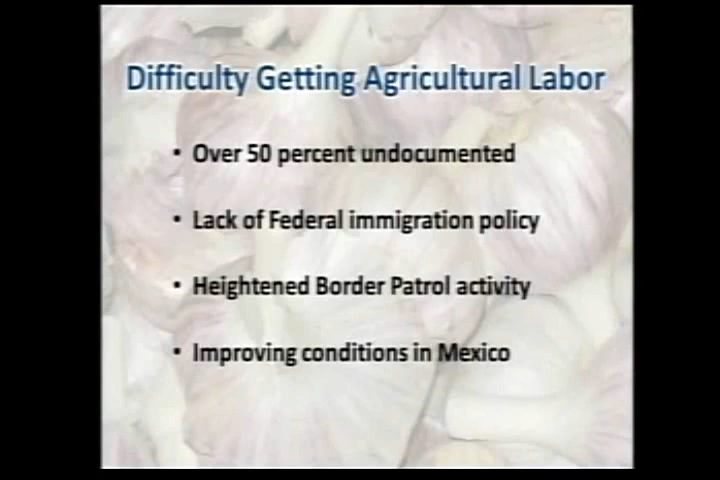 Difficulty Getting Agricultural Labor
• Over 50 percent undocumented
• Lack of Federal immigration policy
• Heightened Border Patrol activity
• Improving conditions in Mexico